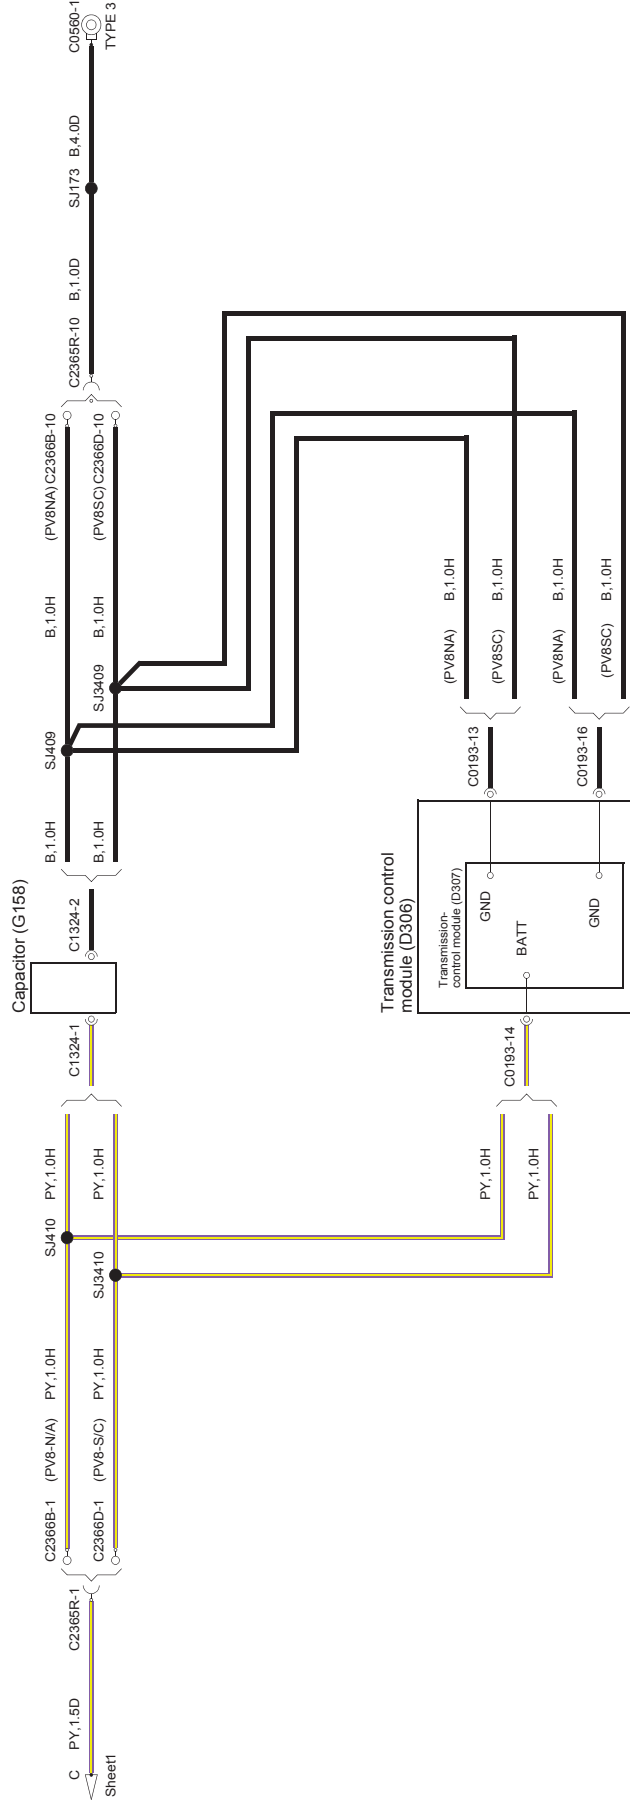 C0560-1
TYPE 3
B,4.0D
SJ173
B,1.0D
C2365R-10
(PV8NA) C2366B-10
(PV8SC) C2366D-10
B,1.0H
B,1.0H
SJ3409
SJ409
B,1.0H
B,1.0H
(PV8NA) B,1.0H
(PV8SC) B,1.0H
(PV8NA) B,1.0H
(PV8SC) B,1.0H
C0193-13
C0193-16
Capacitor (G158)
C1324-2
C1324-1
Transmission control
module (D306)
Transmission-
control module (D307)
GND
BATT
GND
C0193-14
PY,1.0H
PY,1.0H
PY,1.0H
PY,1.0H
SJ410
SJ3410
C2366B-1 (PV8-N/A) PY,1.0H
C2366D-1 (PV8-S/C) PY,1.0H
C2365R-1
C PY,1.5D
Sheet1